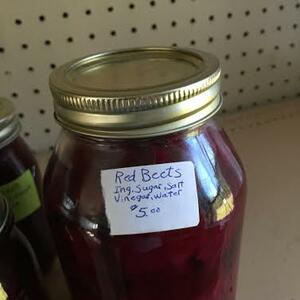 Red Beets
Ing. Sugar, Salt
Vinegar, Water
$5.00